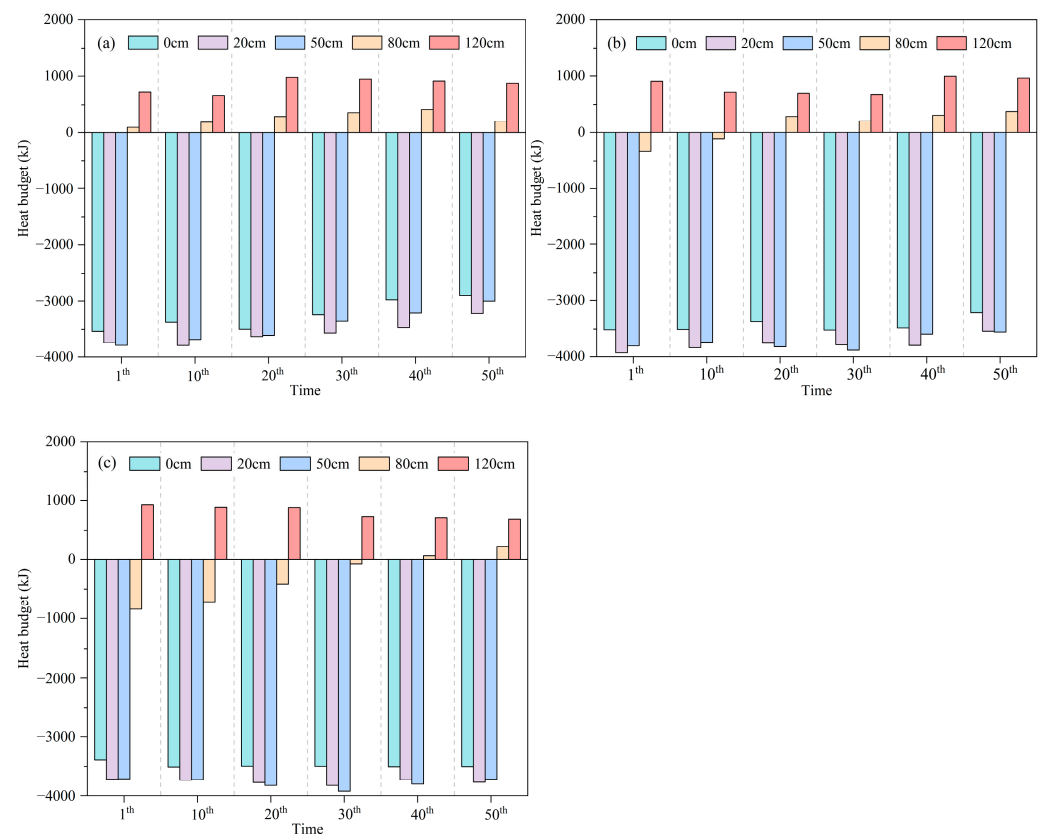 (a) 0cm 20cm 50cm 80cm 120cm
2000
1000
0
−1000
−2000
−3000
−4000
Heat budget (kJ)
1th 10th 20th 30th 40th 50th
Time
(b) 0cm 20cm 50cm 80cm 120cm
2000
1000
0
−1000
−2000
−3000
−4000
Heat budget (kJ)
1th 10th 20th 30th 40th 50th
Time
(c) 0cm 20cm 50cm 80cm 120cm
2000
1000
0
−1000
−2000
−3000
−4000
Heat budget (kJ)
1th 10th 20th 30th 40th 50th
Time